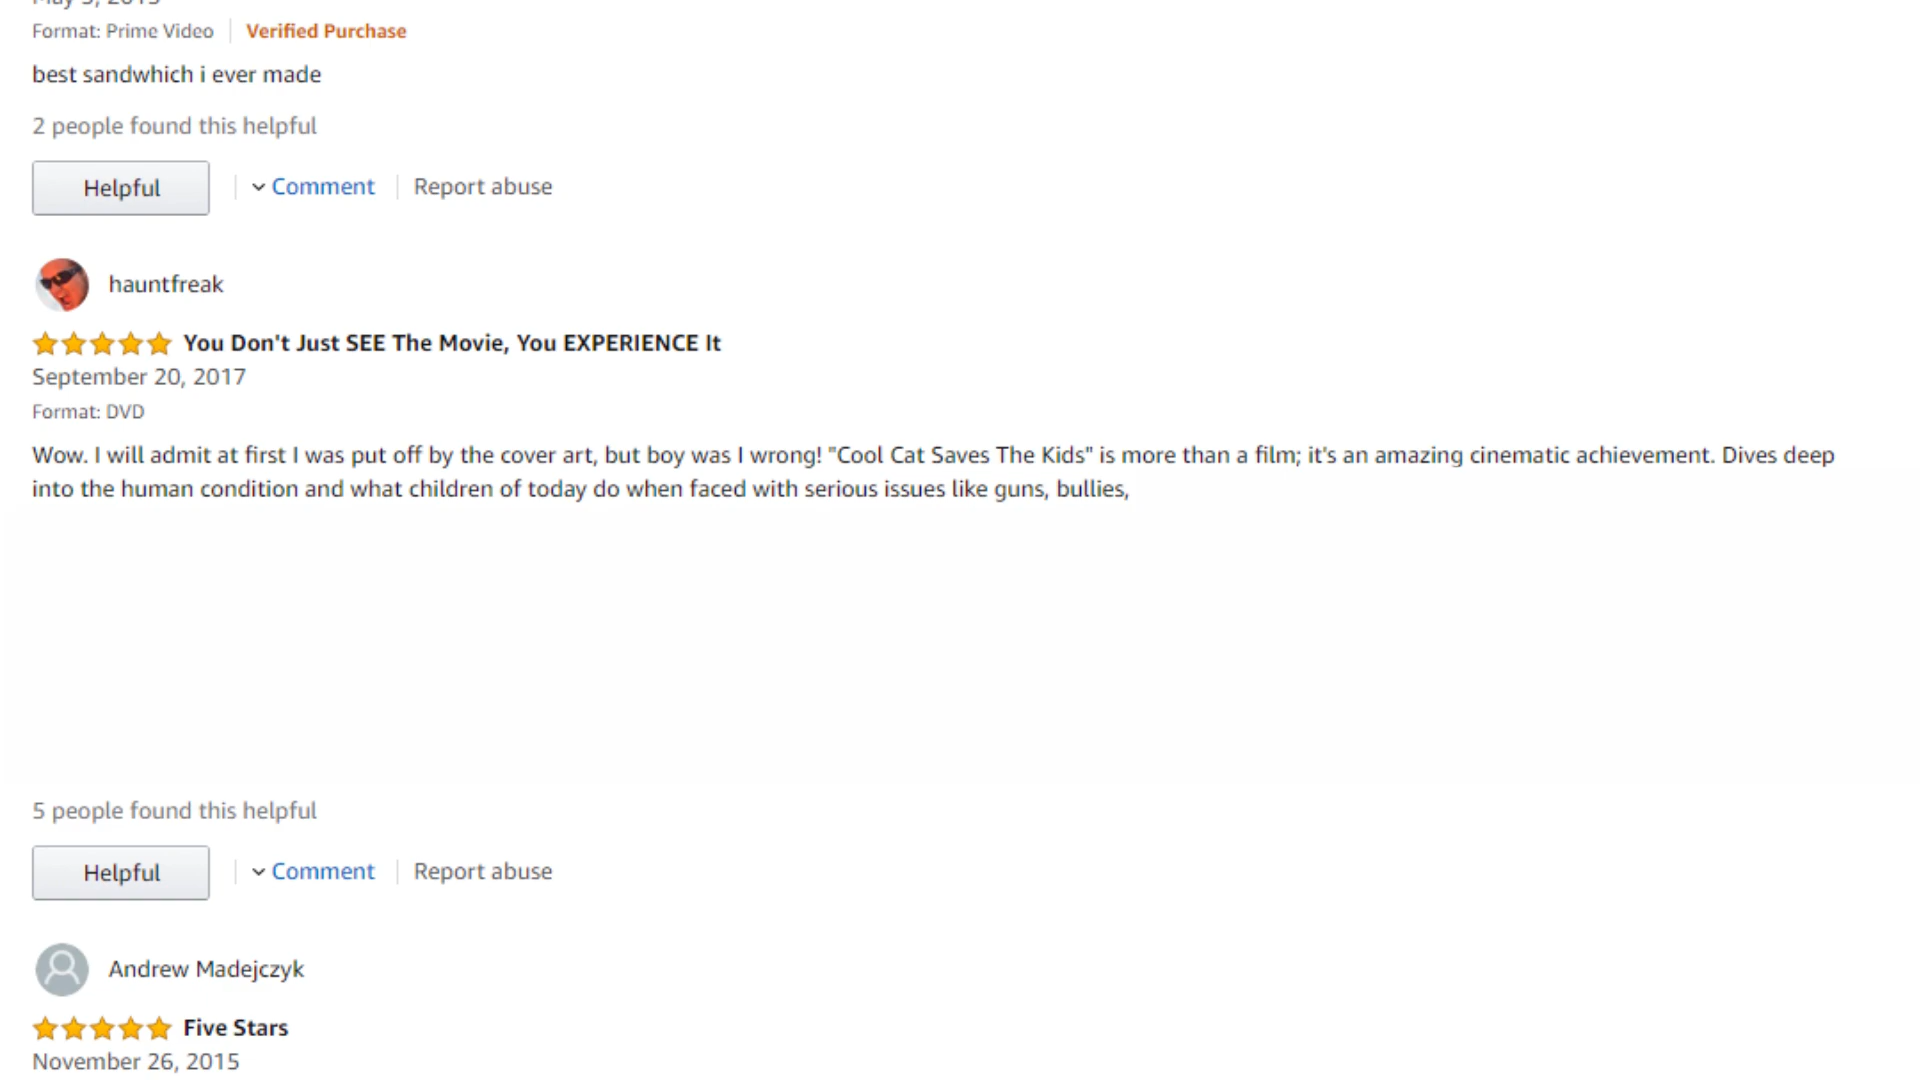 May 3, 2015
Format: Prime Video
Verified Purchase
best sandwhich i ever made
2 people found this helpful
Helpful
Comment
Report abuse
hauntfreak
You Don't Just SEE The Movie, You EXPERIENCE It
September 20, 2017
Format: DVD
Wow. I will admit at first I was put off by the cover art, but boy was I wrong! "Cool Cat Saves The Kids" is more than a film; it's an amazing cinematic achievement. Dives deep
into the human condition and what children of today do when faced with serious issues like guns, bullies,
5 people found this helpful
Helpful
Comment
Report abuse
Andrew Madejczyk
Five Stars
November 26, 2015